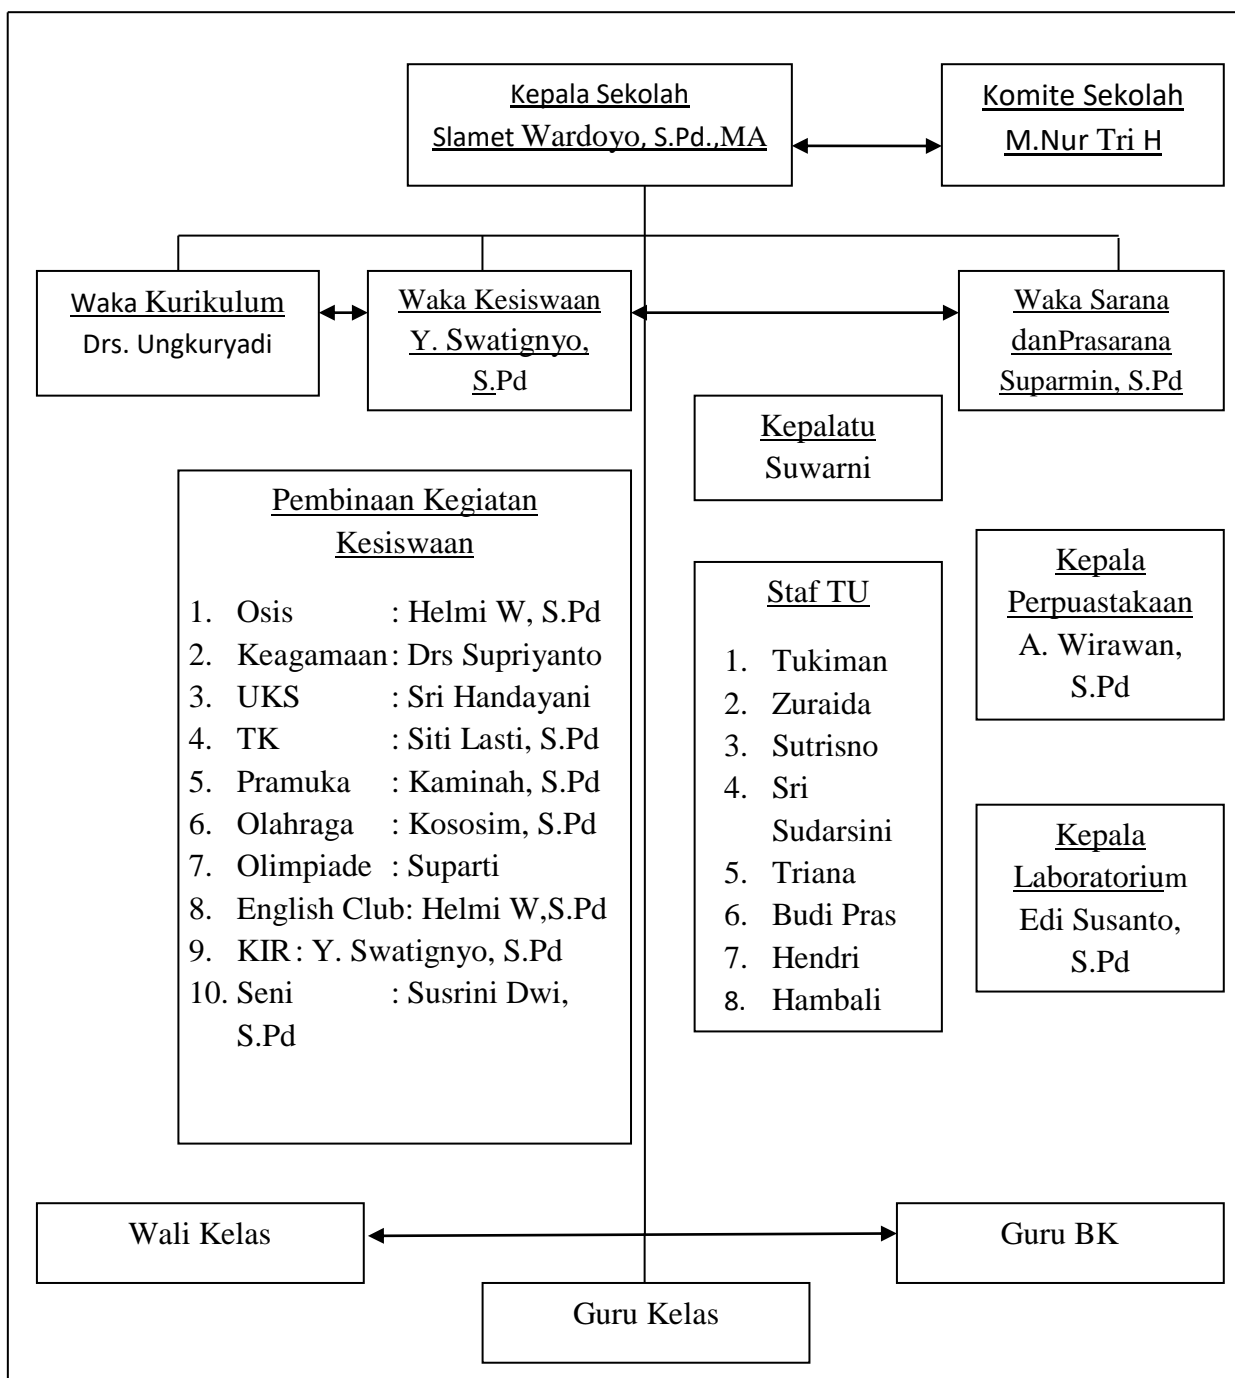 Kepala Sekolah
Slamet Wardoyo, S.Pd.,MA
Komite Sekolah
M.Nur Tri H
Waka Kurikulum
Drs. Ungkuryadi
Waka Kesiswaan
Y. Swatignyo,
S.Pd
Waka Sarana
danPrasarana
Suparmin, S.Pd
Kepalatu
Suwarni
Pembinaan Kegiatan
Kesiswaan
1. Osis : Helmi W, S.Pd
2. Keagamaan : Drs Supriyanto
3. UKS : Sri Handayani
4. TK : Siti Lasti, S.Pd
5. Pramuka : Kaminah, S.Pd
6. Olahraga : Kososim, S.Pd
7. Olimpiade : Suparti
8. English Club: Helmi W,S.Pd
9. KIR : Y. Swatignyo, S.Pd
10. Seni : Susrini Dwi,
S.Pd
Staf TU
1. Tukiman
2. Zuraida
3. Sutrisno
4. Sri
Sudarsini
5. Triana
6. Budi Pras
7. Hendri
8. Hambali
Kepala
Perpuastakaan
A. Wirawan,
S.Pd
Kepala
Laboratorium
Edi Susanto,
S.Pd
Wali Kelas
Guru BK
Guru Kelas